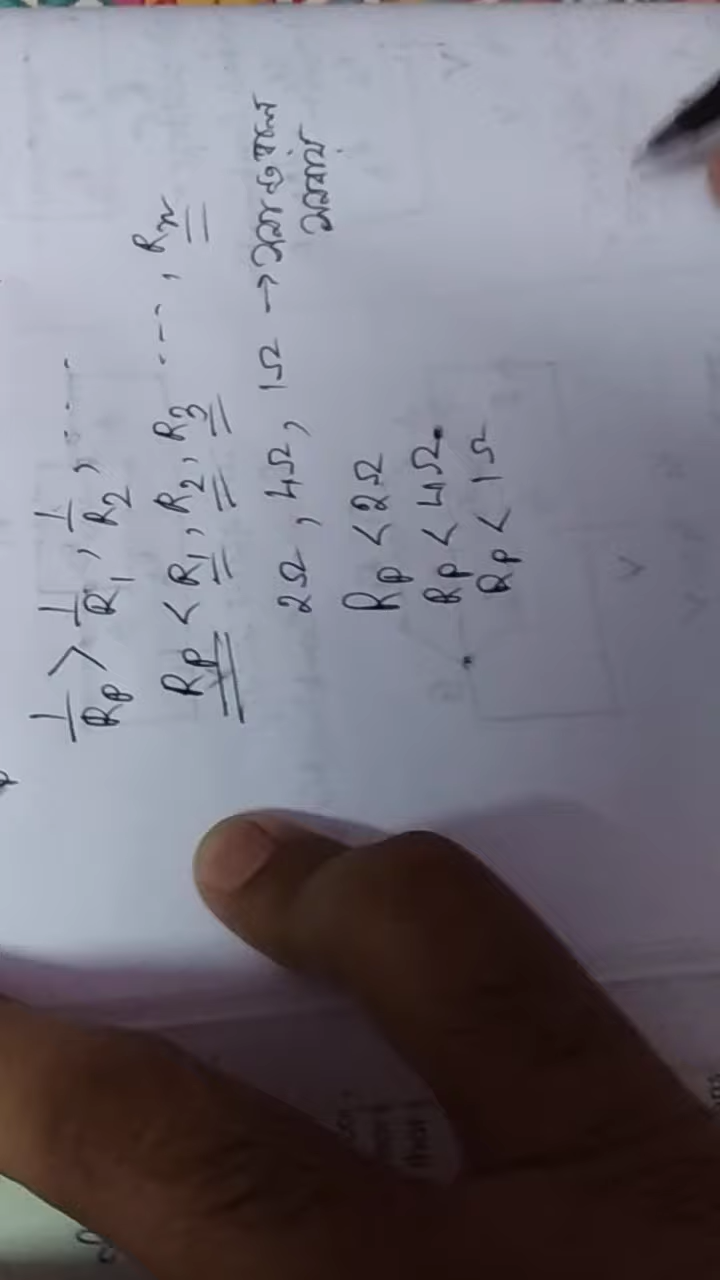 1/Rp > 1/R1, 1/R2, ....
Rp < R1, R2, R3 ...., Rn
2Ω, 4Ω, 1Ω →
Rp < 2Ω
Rp < 4Ω
Rp < 1Ω